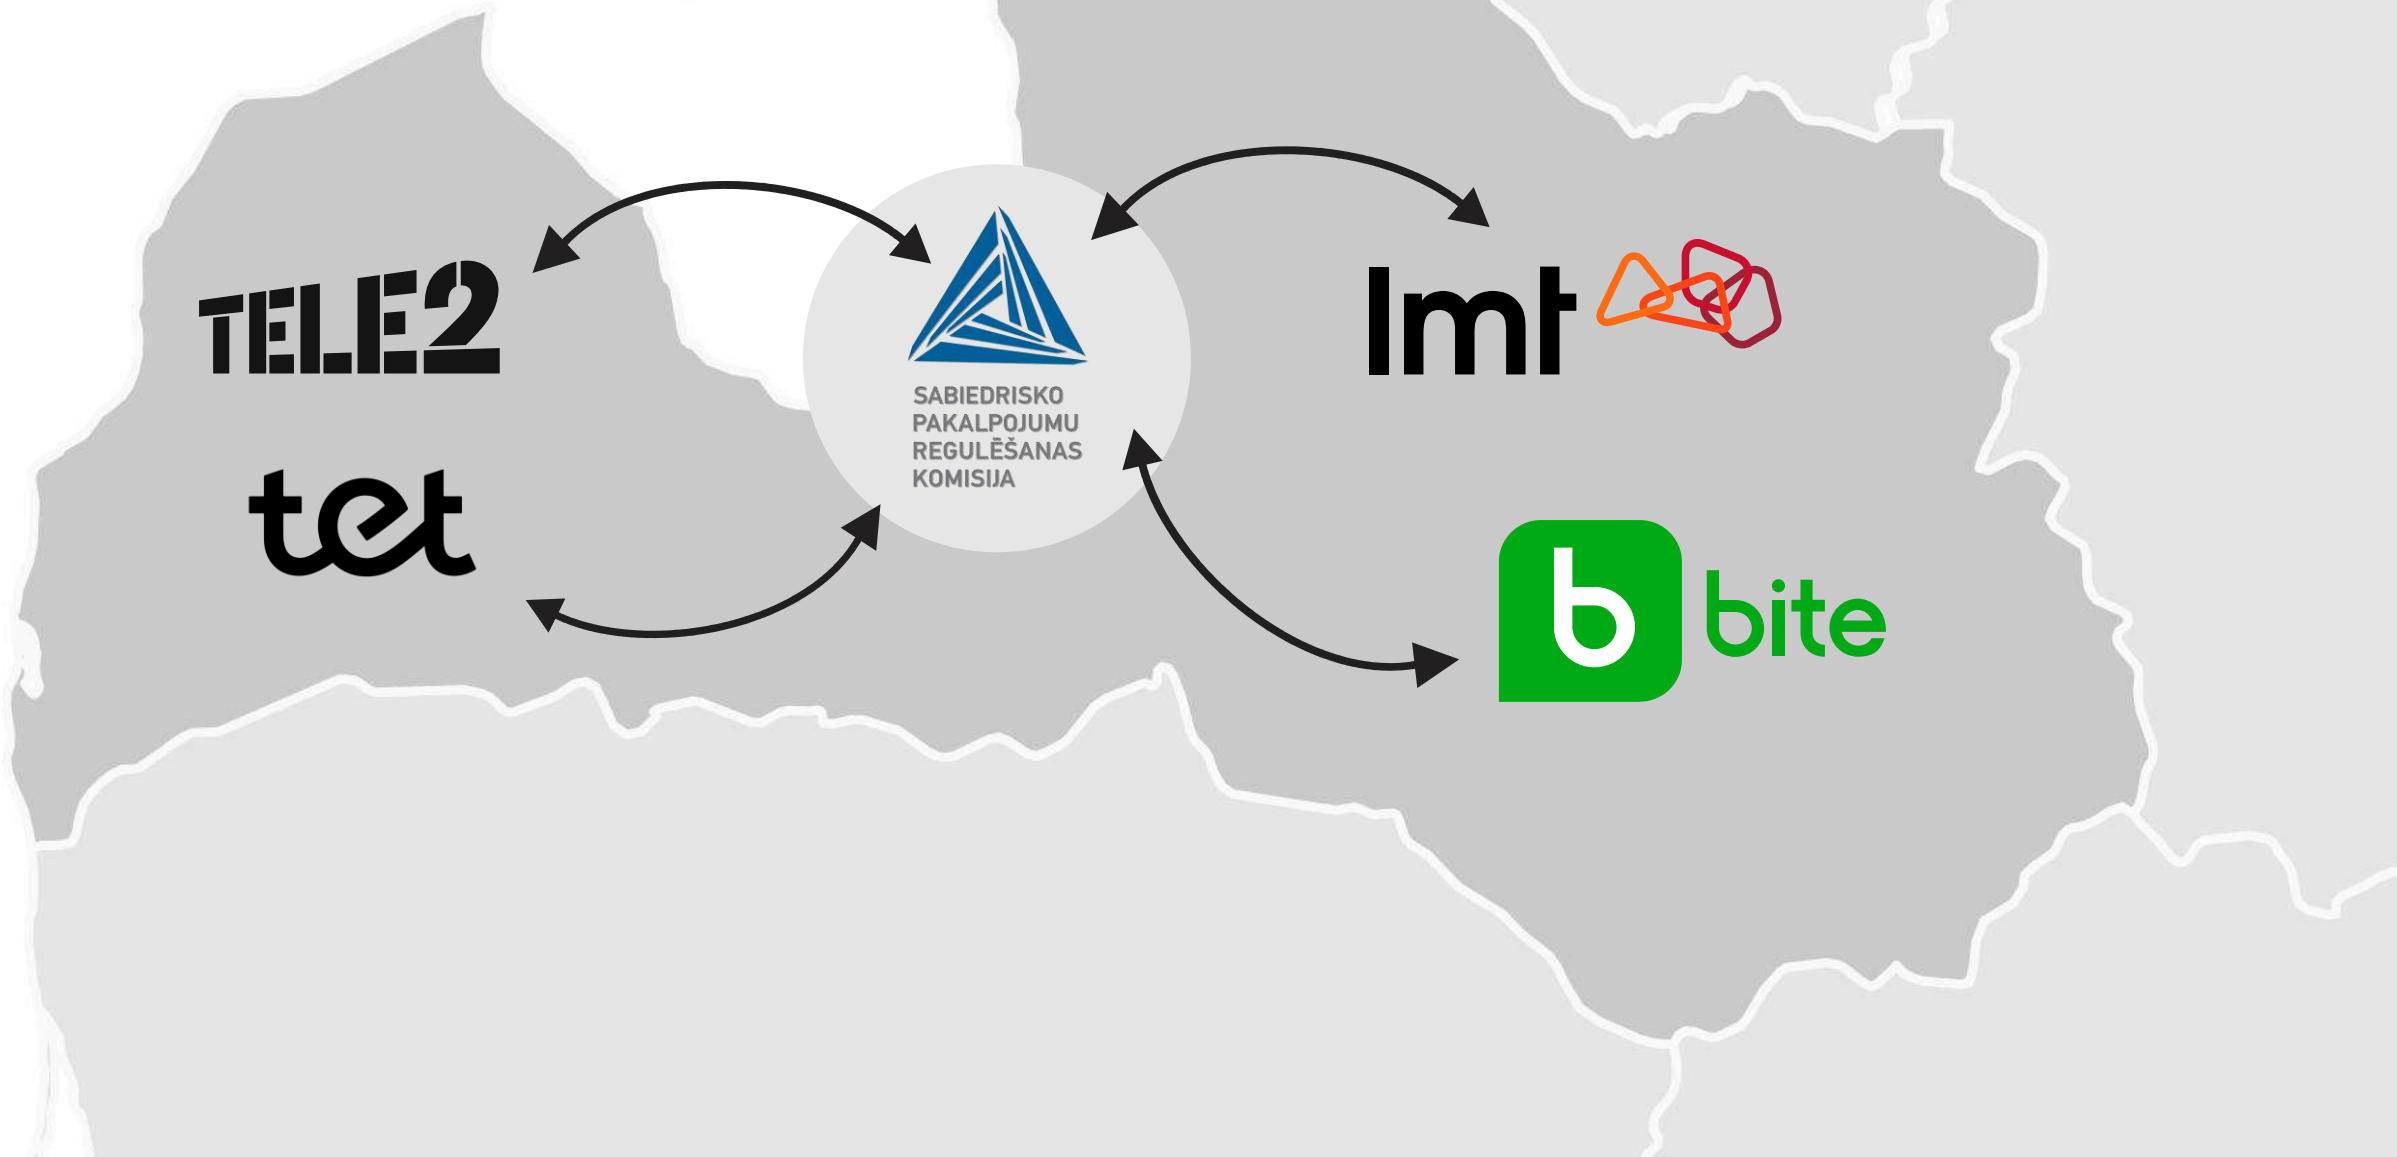 TELE2
tet
SABIEDRISKO
PAKALPOJUMU
REGULĒŠANAS
KOMISIJA
lmt
b bite